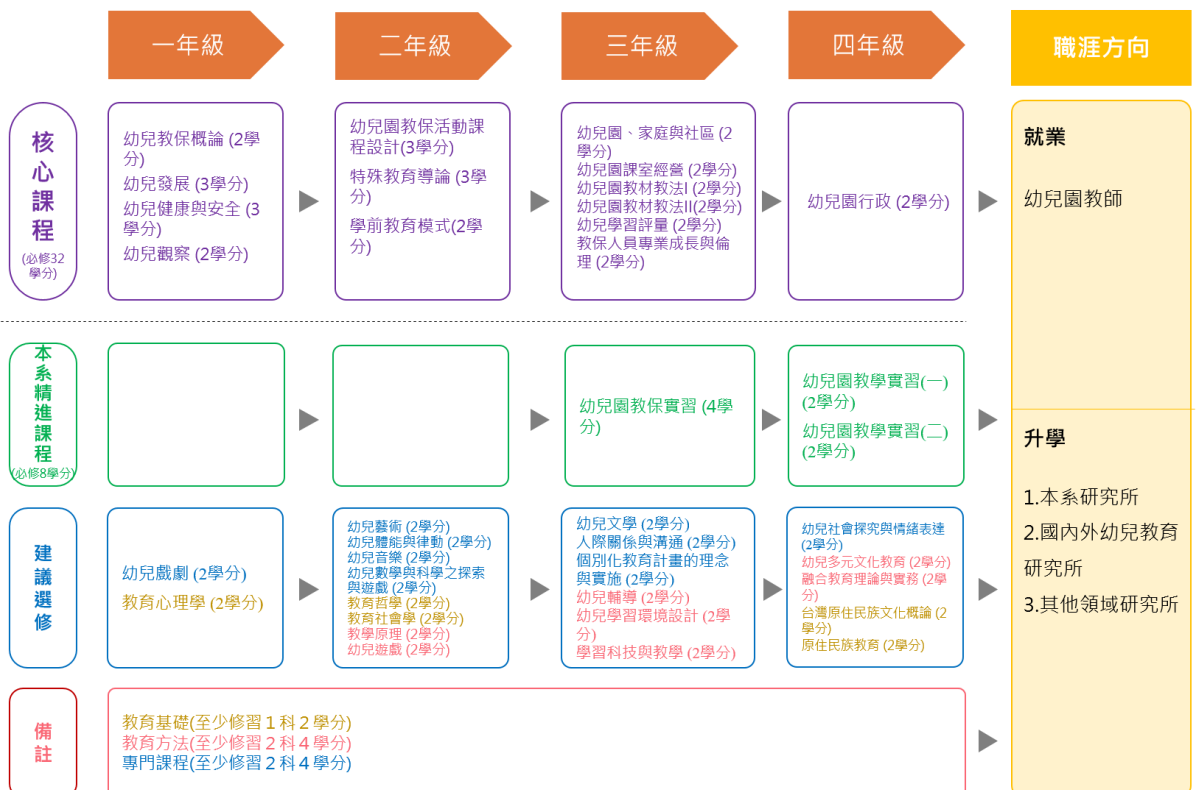 一年級
二年級
三年級
四年級
職涯方向
核心課程
(必修32
學分)
幼兒教保概論 (2學
分)
幼兒發展 (3學分)
幼兒健康與安全 (3
學分)
幼兒觀察 (2學分)
幼兒園教保活動課
程設計(3學分)
特殊教育導論 (3學
分)
學前教育模式(2學
分)
幼兒園、家庭與社區 (2
學分)
幼兒園課室經營 (2學分)
幼兒園教材教法I (2學分)
幼兒園教材教法II(2學分)
幼兒學習評量 (2學分)
教保人員專業成長與倫
理 (2學分)
幼兒園行政 (2學分)
就業
幼兒園教師
本系精進課程
(必修8學分)
幼兒園教保實習 (4學
分)
幼兒園教學實習(一)
(2學分)
幼兒園教學實習(二)
(2學分)
升學
1.本系研究所
2.國內外幼兒教育
研究所
3.其他領域研究所
建議選修
幼兒戲劇 (2學分)
教育心理學 (2學分)
幼兒藝術 (2學分)
幼兒體能與律動 (2學分)
幼兒音樂 (2學分)
幼兒數學與科學之探索
與遊戲 (2學分)
教育哲學 (2學分)
教育社會學 (2學分)
教學原理 (2學分)
幼兒遊戲 (2學分)
幼兒文學 (2學分)
人際關係與溝通 (2學分)
個別化教育計畫的理念
與實施 (2學分)
幼兒輔導 (2學分)
幼兒學習環境設計 (2學
分)
學習科技與教學 (2學分)
幼兒社會探究與情緒表達
(2學分)
幼兒多元文化教育 (2學分)
融合教育理論與實務 (2學
分)
台灣原住民族文化概論 (2
學分)
原住民族教育 (2學分)
備註
教育基礎(至少修習１科２學分)
教育方法(至少修習２科４學分)
專門課程(至少修習２科４學分)